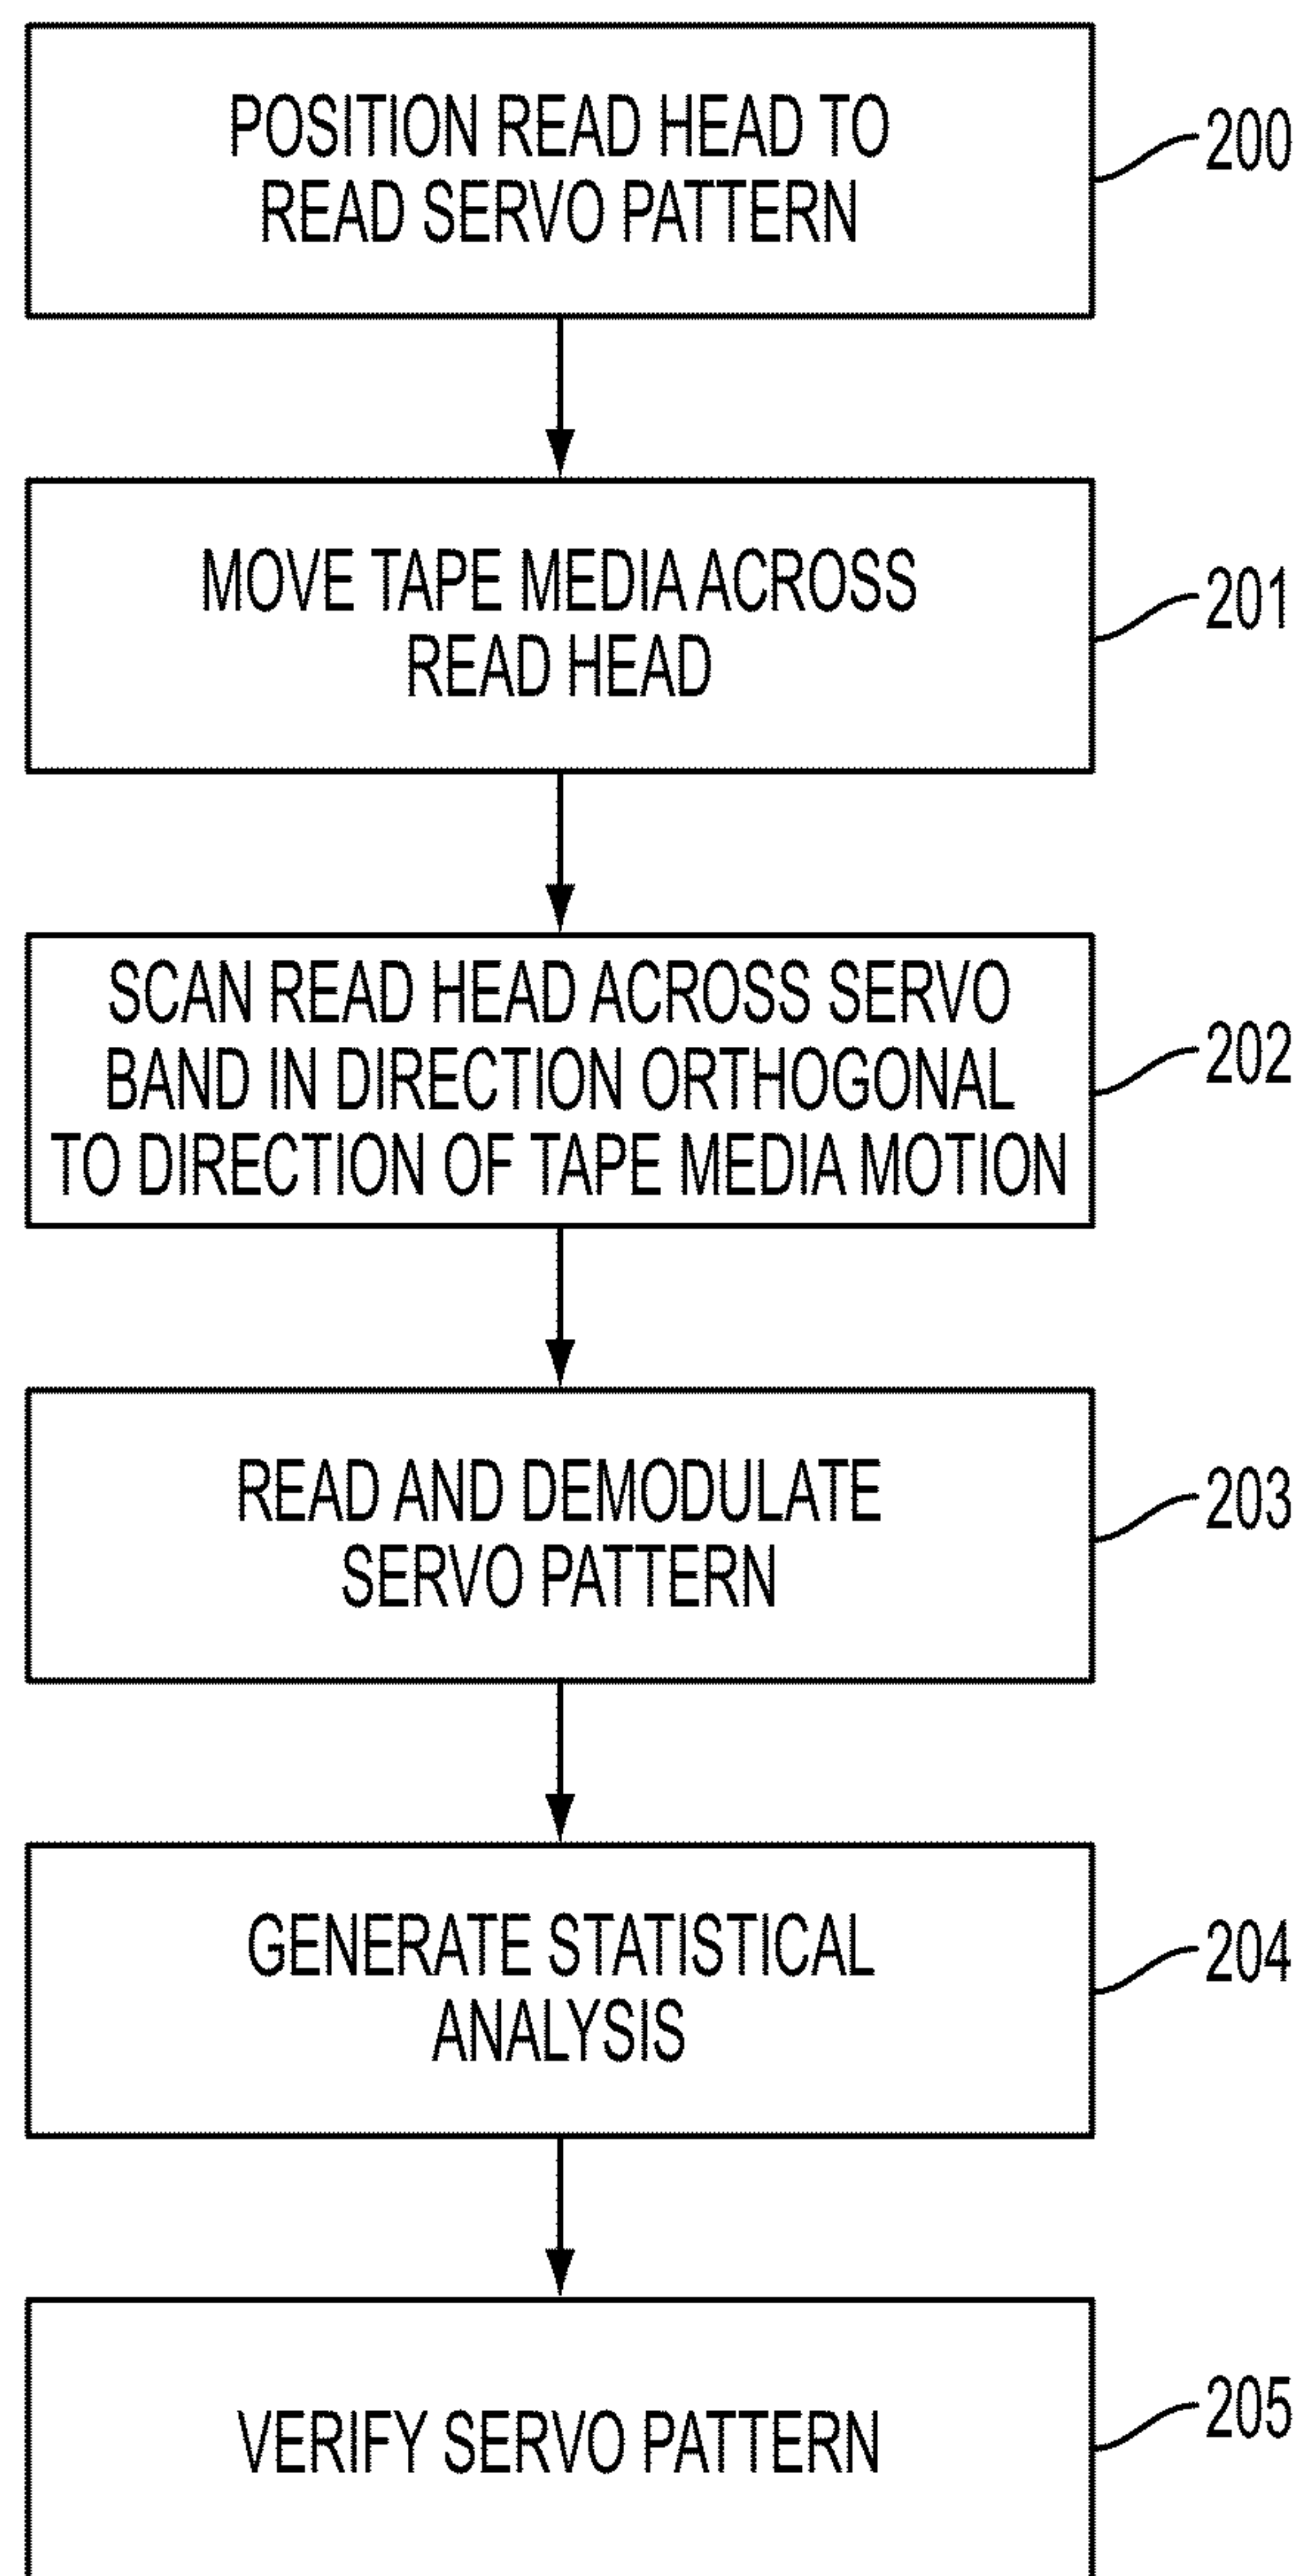 POSITION READ HEAD TO
READ SERVO PATTERN
200
MOVE TAPE MEDIA ACROSS
READ HEAD
201
SCAN READ HEAD ACROSS SERVO
BAND IN DIRECTION ORTHOGONAL
TO DIRECTION OF TAPE MEDIA MOTION
202
READ AND DEMODULATE
SERVO PATTERN
203
GENERATE STATISTICAL
ANALYSIS
204
VERIFY SERVO PATTERN
205